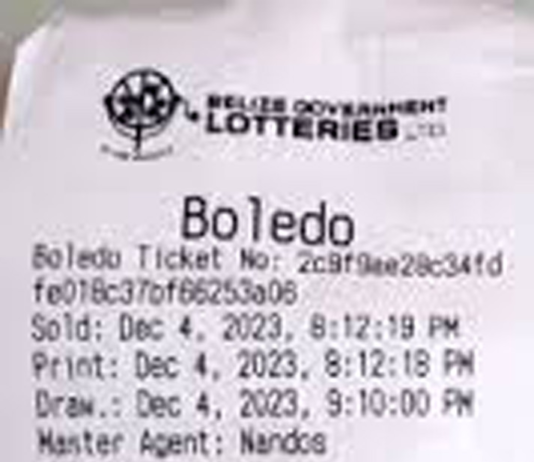 BELIZE GOVERNMENT
LOTTERIES LTD
Boledo
Boledo Ticket No: 2c9f9ae28c34fd
fe018c37bf66253a06
Sold: Dec 4, 2023, 8:12:19 PM
Print: Dec 4, 2023, 8:12:18 PM
Draw.: Dec 4, 2023, 9:10:00 PM
Master Agent: Nandos